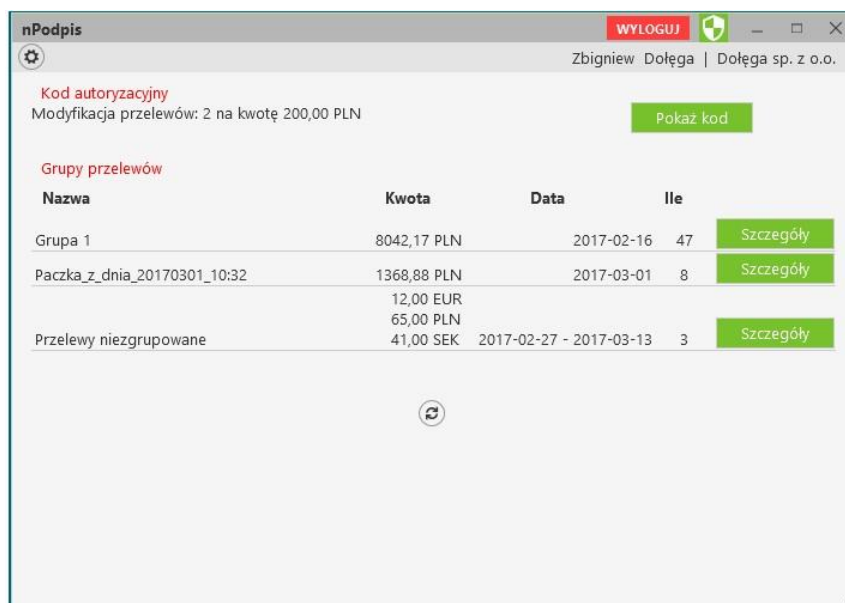 nPodpis WYLOGUJ
Zbigniew Dołęga | Dołęga sp. z o.o.
Kod autoryzacyjny
Modyfikacja przelewów: 2 na kwotę 200,00 PLN Pokaż kod
Grupy przelewów
Nazwa Kwota Data Ile
Grupa 1 8042,17 PLN 2017-02-16 47 Szczegóły
Paczka_z_dnia_20170301_10:32 1368,88 PLN 2017-03-01 8 Szczegóły
12,00 EUR
65,00 PLN
Przelewy niezgrupowane 41,00 SEK 2017-02-27 - 2017-03-13 3 Szczegóły